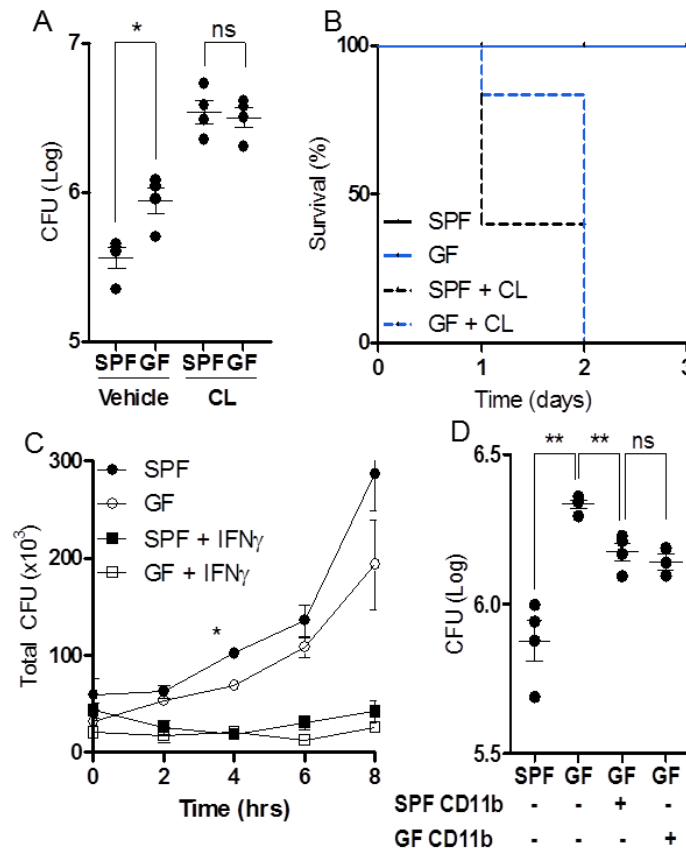 A
7
6
5
CFU (Log)
*
ns
SPF GF SPF GF
Vehicle CL
B
100
50
0
Survival (%)
SPF
GF
SPF + CL
GF + CL
0 1 2 3
Time (days)
C
300
200
100
0
Total CFU (x10³)
SPF
GF
SPF + IFNγ
GF + IFNγ
*
0 2 4 6 8
Time (hrs)
D
** ** ns
6.5
6.0
5.5
CFU (Log)
SPF GF GF GF
SPF CD11b - - + -
GF CD11b - - - +